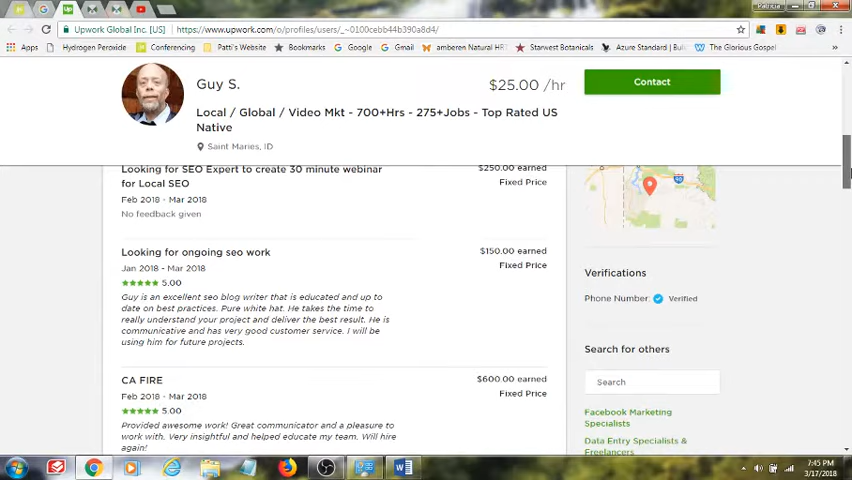 Patricia
Upwork Global Inc. [US]
https://www.upwork.com/o/profiles/users/_~0100cebb44b390a8d4/
Apps
Hydrogen Peroxide
Conferencing
Patti's Website
Bookmarks
Google
Gmail
amberen Natural HR
Starwest Botanicals
Azure Standard (
The Glorious Gospel
»
Guy S.
$25.00 /hr
Contact
Local / Global / Video Mkt - 700+Hrs - 275+Jobs - Top Rated US
Native
Saint Maries, ID
Looking for SEO Expert to create 30 minute webinar
for Local SEO
$250.00 earned
Fixed Price
Feb 2018 - Mar 2018
No feedback given
Looking for ongoing seo work
$150.00 earned
Fixed Price
Jan 2018 - Mar 2018
5.00
Guy is an excellent seo blog writer that is educated and up to
date on best practices. Pure white hat. He takes the time to
really understand your project and deliver the best result. He is
communicative and has very good customer service. I will be
using him for future projects.
CA FIRE
$600.00 earned
Fixed Price
Feb 2018 - Mar 2018
5.00
Provided awesome work! Great communicator and a pleasure to
work with. Very insightful and helped educate my team. Will hire
again!
Verifications
Phone Number:
Verified
Search for others
Search
Facebook Marketing
Specialists
Data Entry Specialists &
Freelancers
7:45 PM
3/17/2018